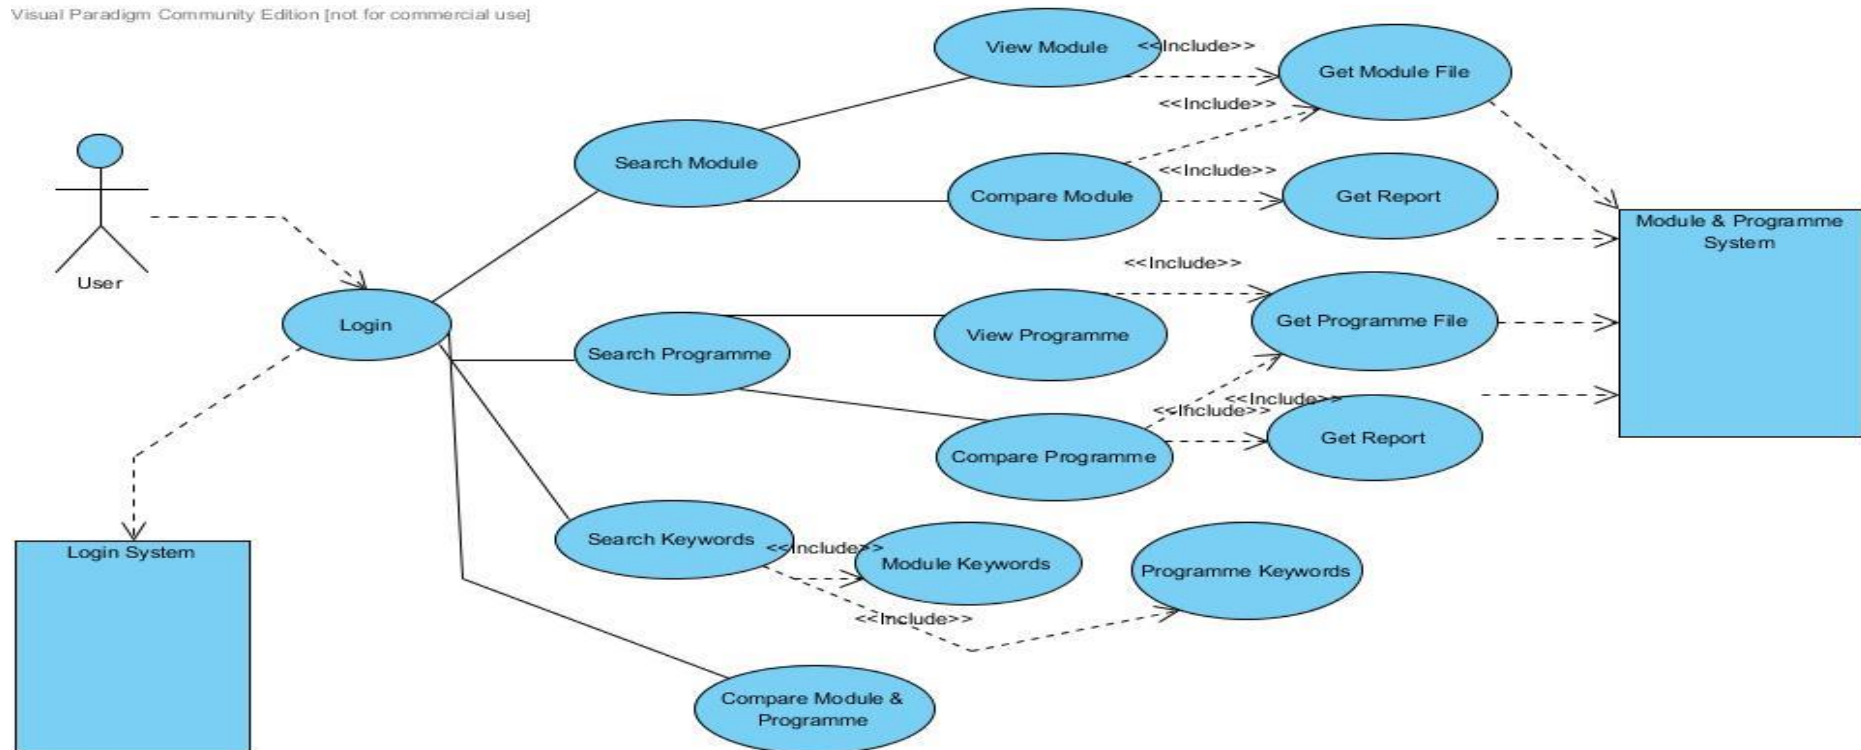 Visual Paradigm Community Edition [not for commercial use]
View Module
<<Include>>
Get Module File
<<Include>>
Search Module
<<Include>>
Compare Module
Get Report
Module & Programme
System
User
<<Include>>
Login
View Programme
Get Programme File
Search Programme
<<Include>>
<<Include>>
Compare Programme
Get Report
Login System
Search Keywords
<<Include>>
Module Keywords
Programme Keywords
<<Include>>
Compare Module &
Programme